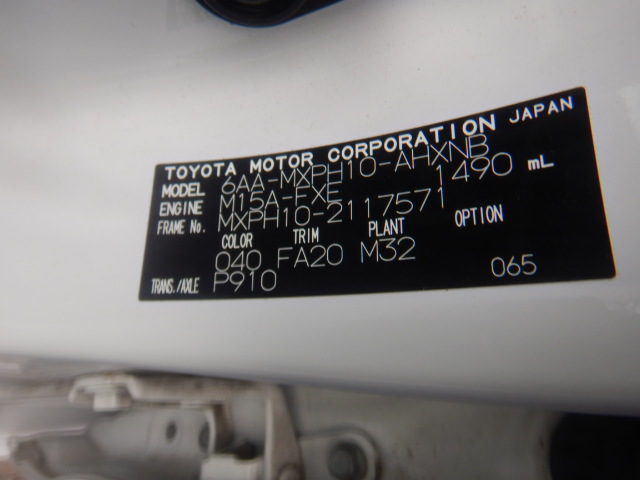 TOYOTA MOTOR CORPORATION JAPAN
MODEL 6AA-MXPH10-AHXNB
ENGINE M15A-FXE 1490 mL
FRAME No. MXPH10-2117571
COLOR TRIM PLANT OPTION
040 FA20 M32
TRANS./AXLE P910 065